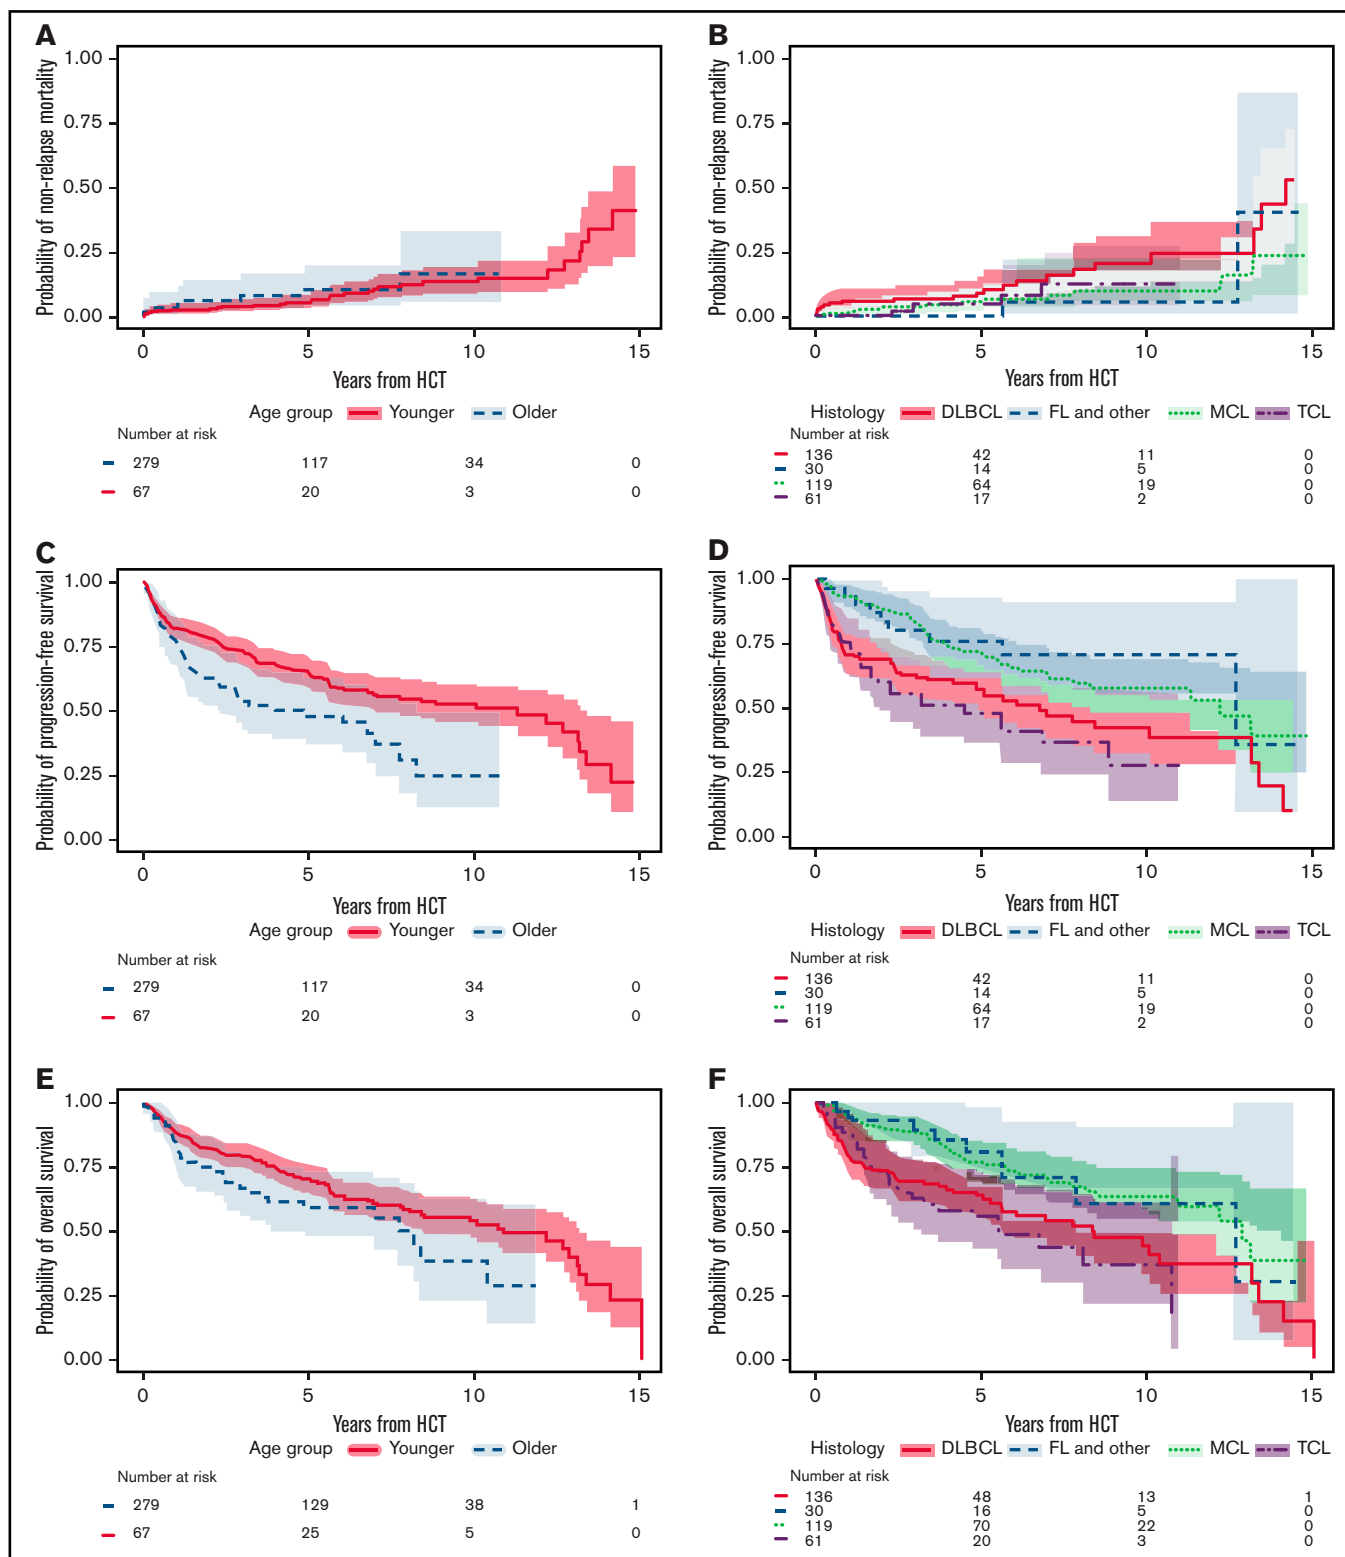 A
Probability of non-relapse mortality
1.00
0.75
0.50
0.25
0.00
0 5 10 15
Years from HCT
Age group Younger Older
Number at risk
279 117 34 0
67 20 3 0
B
Probability of non-relapse mortality
1.00
0.75
0.50
0.25
0.00
0 5 10 15
Years from HCT
Histology DLBCL FL and other MCL TCL
Number at risk
136 42 11 0
30 14 5 0
119 64 19 0
61 17 2 0
C
Probability of progression-free survival
1.00
0.75
0.50
0.25
0.00
0 5 10 15
Years from HCT
Age group Younger Older
Number at risk
279 117 34 0
67 20 3 0
D
Probability of progression-free survival
1.00
0.75
0.50
0.25
0.00
0 5 10 15
Years from HCT
Histology DLBCL FL and other MCL TCL
Number at risk
136 42 11 0
30 14 5 0
119 64 19 0
61 17 2 0
E
Probability of overall survival
1.00
0.75
0.50
0.25
0.00
0 5 10 15
Years from HCT
Age group Younger Older
Number at risk
279 129 38 1
67 25 5 0
F
Probability of overall survival
1.00
0.75
0.50
0.25
0.00
0 5 10 15
Years from HCT
Histology DLBCL FL and other MCL TCL
Number at risk
136 48 13 1
30 16 5 0
119 70 22 0
61 20 3 0